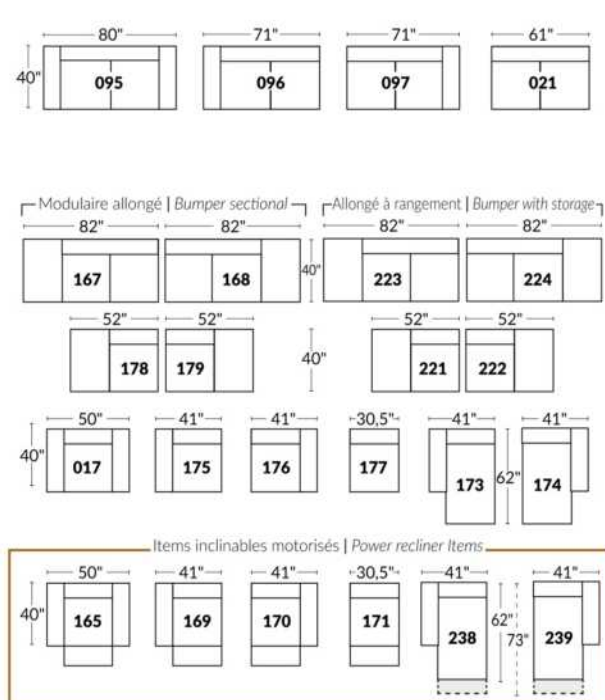 80" 71" 71" 61"
40" 095 096 097 021
Modulaire allongé | Bumper sectional Allongé à rangement | Bumper with storage
82" 82" 82" 82"
167 168 40" 223 224
52" 52" 52" 52"
178 179 40" 221 222
50" 41" 41" 30,5" 41" 41"
40" 017 175 176 177 173 62" 174
Items inclinables motorisés | Power recliner Items
50" 41" 41" 30,5" 41" 41"
40" 165 169 170 171 238 62" 73" 239